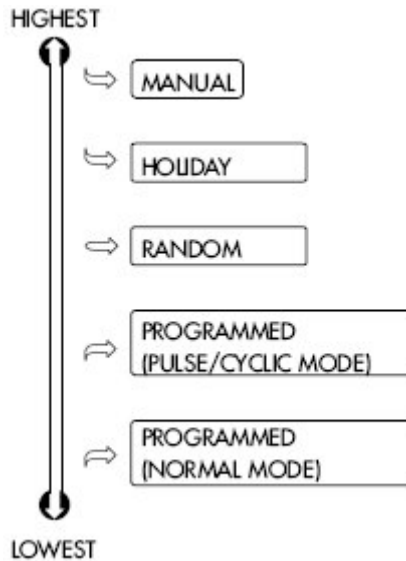 HIGHEST
MANUAL
HOLIDAY
RANDOM
PROGRAMMED
(PULSE/CYCLIC MODE)
PROGRAMMED
(NORMAL MODE)
LOWEST